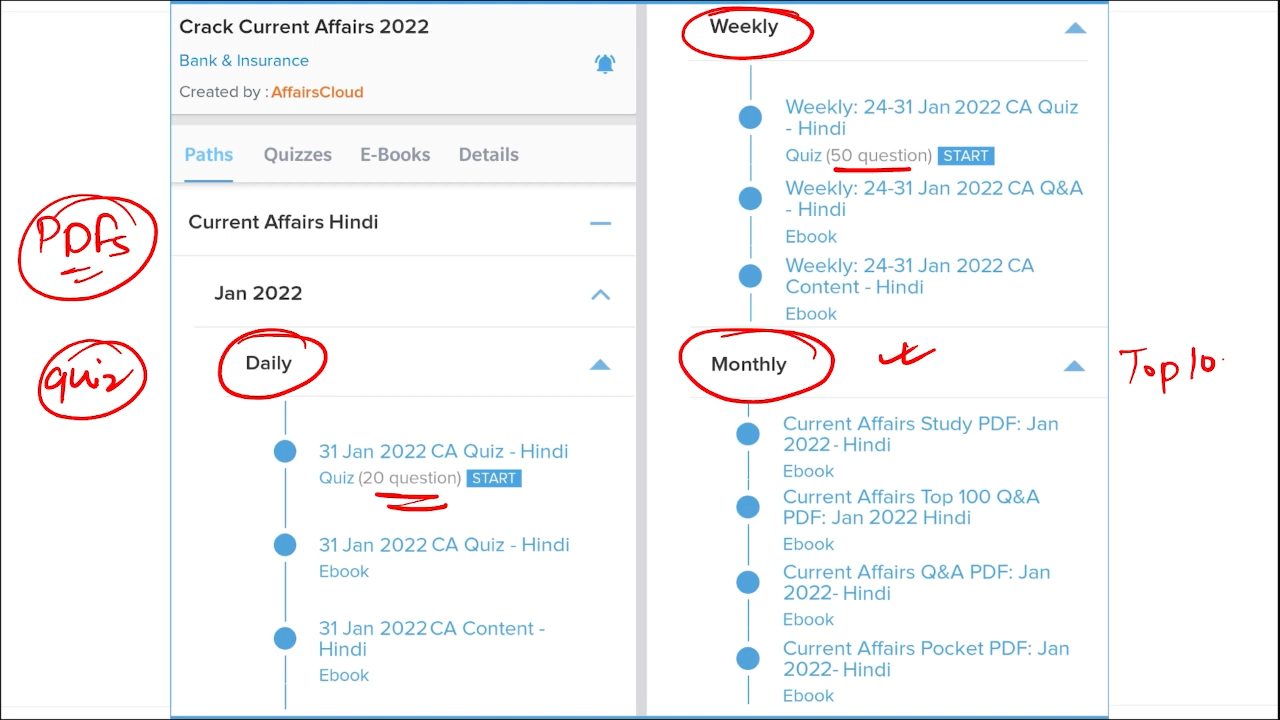 Crack Current Affairs 2022
Bank & Insurance
Created by : AffairsCloud
Paths Quizzes E-Books Details
Current Affairs Hindi
Jan 2022
Daily
31 Jan 2022 CA Quiz - Hindi
Quiz (20 question) START
31 Jan 2022 CA Quiz - Hindi
Ebook
31 Jan 2022 CA Content -
Hindi
Ebook
PDFs
quiz
Weekly
Weekly: 24-31 Jan 2022 CA Quiz
- Hindi
Quiz (50 question) START
Weekly: 24-31 Jan 2022 CA Q&A
- Hindi
Ebook
Weekly: 24-31 Jan 2022 CA
Content - Hindi
Ebook
Monthly
Current Affairs Study PDF: Jan
2022- Hindi
Ebook
Current Affairs Top 100 Q&A
PDF: Jan 2022 Hindi
Ebook
Current Affairs Q&A PDF: Jan
2022- Hindi
Ebook
Current Affairs Pocket PDF: Jan
2022- Hindi
Ebook
Top 10